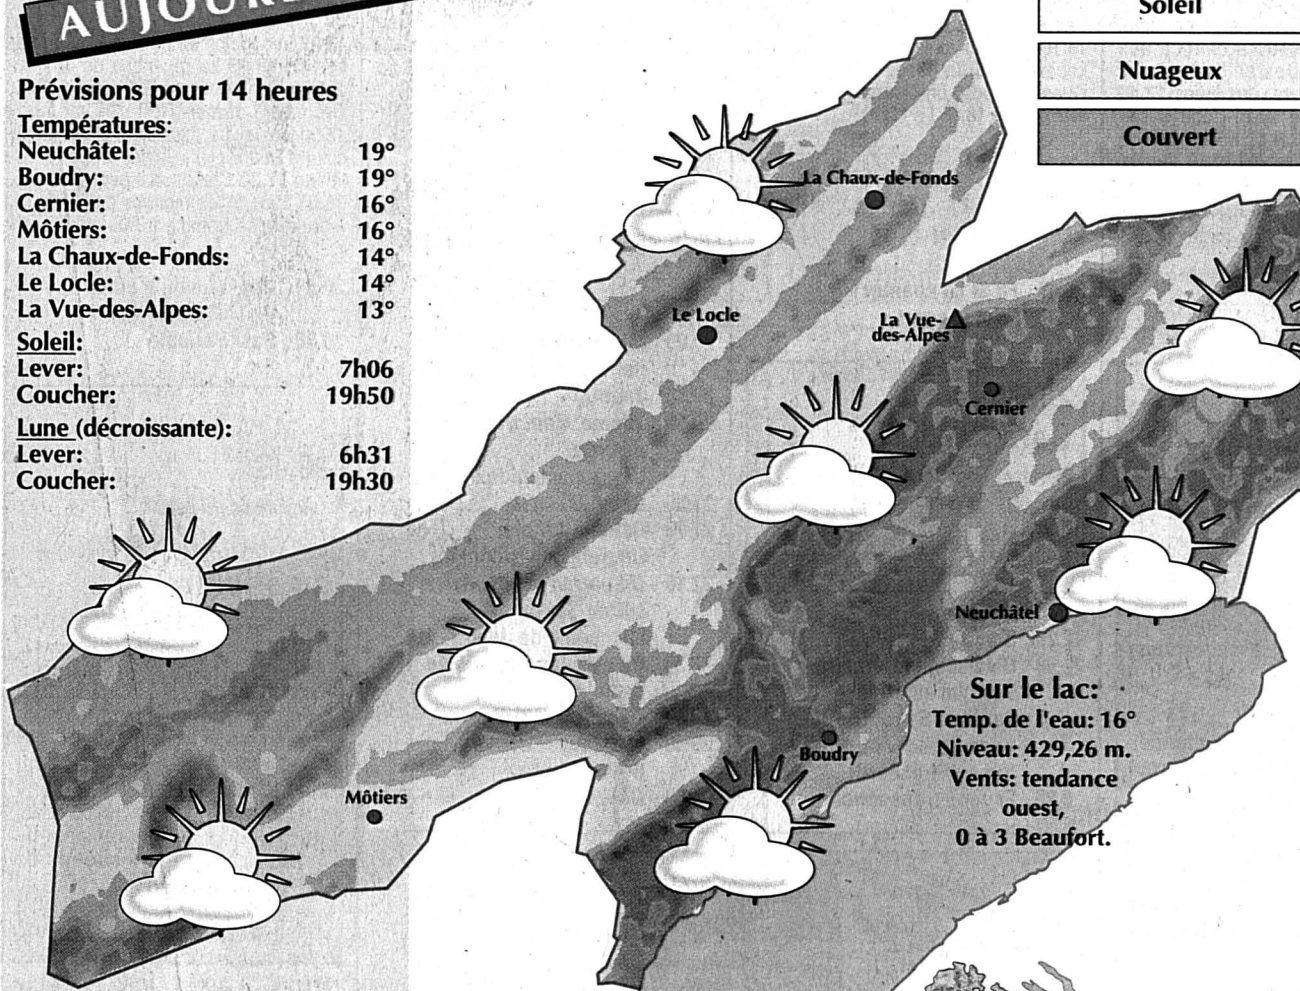 Prévisions pour 14 heures
Températures:
Neuchâtel: 19°
Boudry: 19°
Cernier: 16°
Môtiers: 16°
La Chaux-de-Fonds: 14°
Le Locle: 14°
La Vue-des-Alpes: 13°
Soleil:
Lever: 7h06
Coucher: 19h50
Lune (décroissante):
Lever: 6h31
Coucher: 19h30
Soleil
Nuageux
Couvert
La Chaux-de-Fonds
Le Locle
La Vue-
des-Alpes
Cernier
Neuchâtel
Boudry
Môtiers
Sur le lac:
Temp. de l'eau: 16°
Niveau: 429,26 m.
Vents: tendance
ouest,
0 à 3 Beaufort.